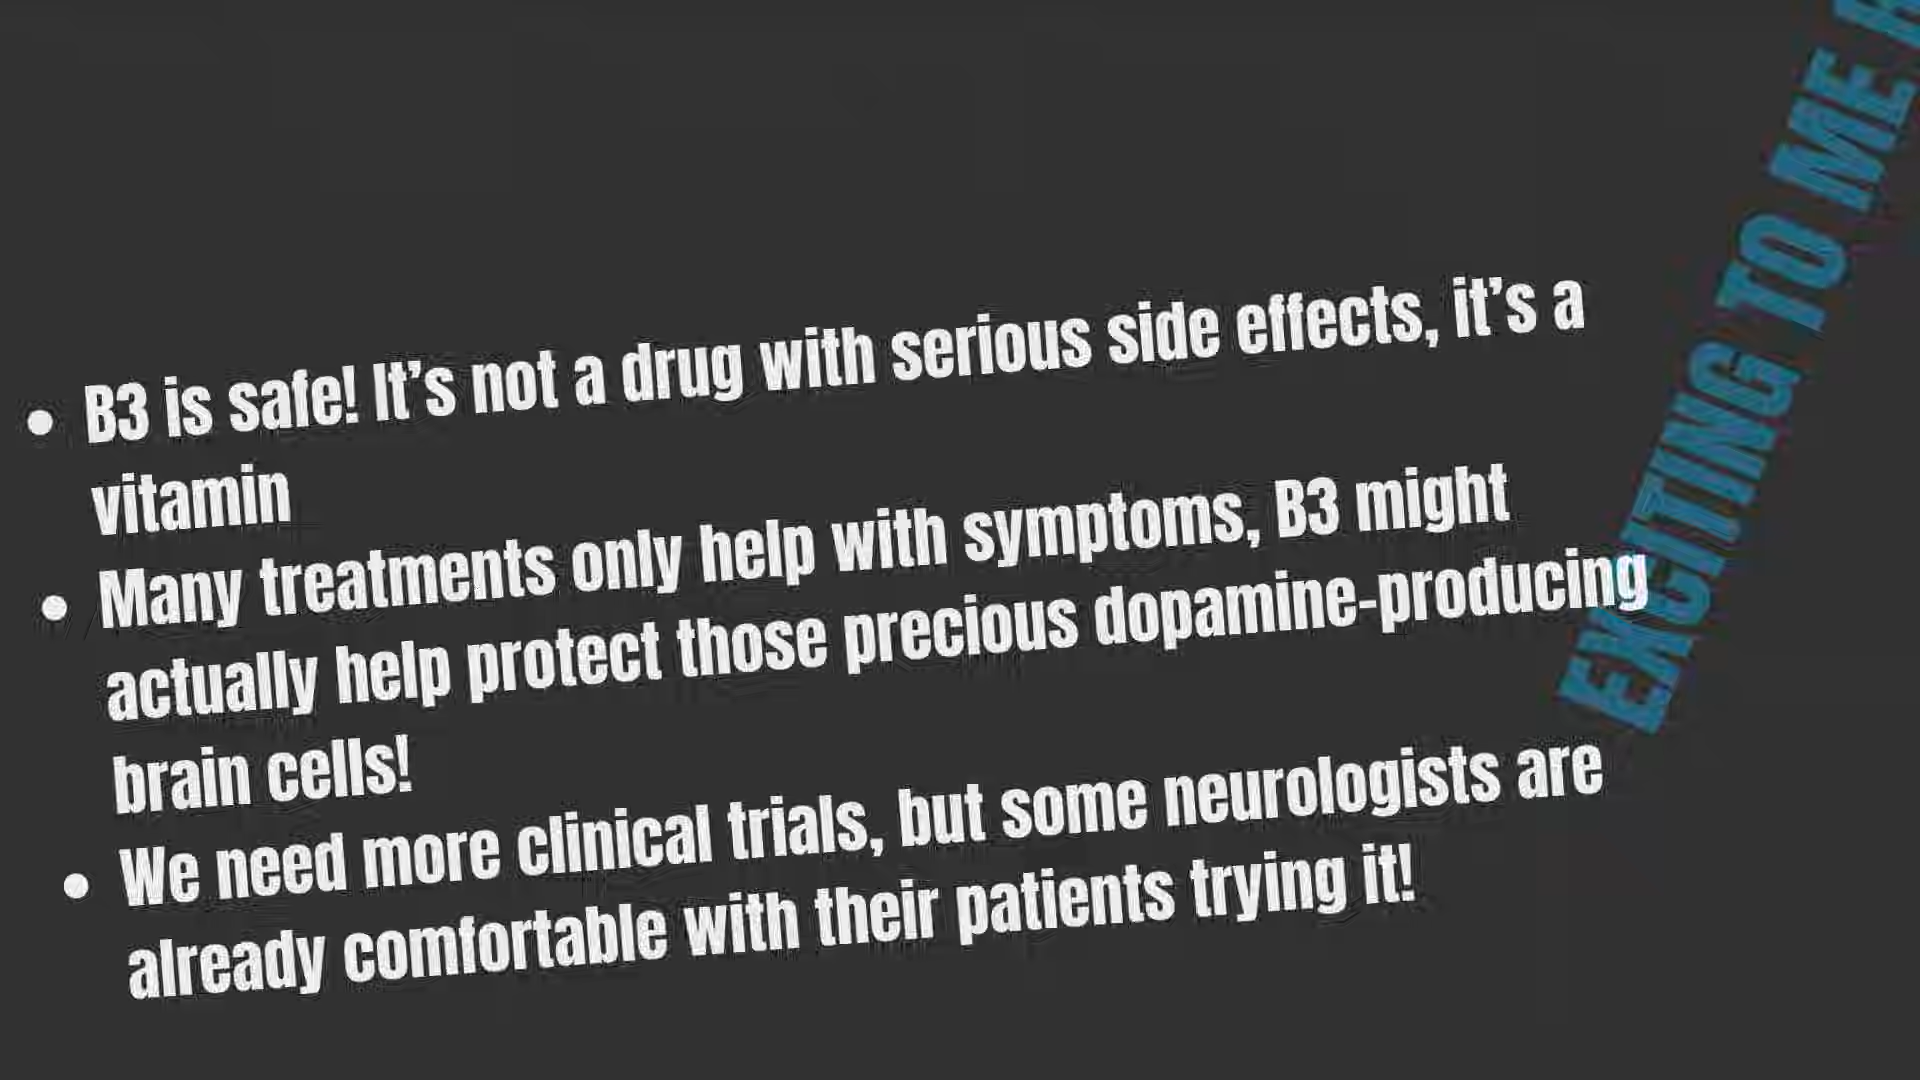 EXCITING TO ME
B3 is safe! It's not a drug with serious side effects, it's a
vitamin
Many treatments only help with symptoms, B3 might
actually help protect those precious dopamine-producing
brain cells!
We need more clinical trials, but some neurologists are
already comfortable with their patients trying it!